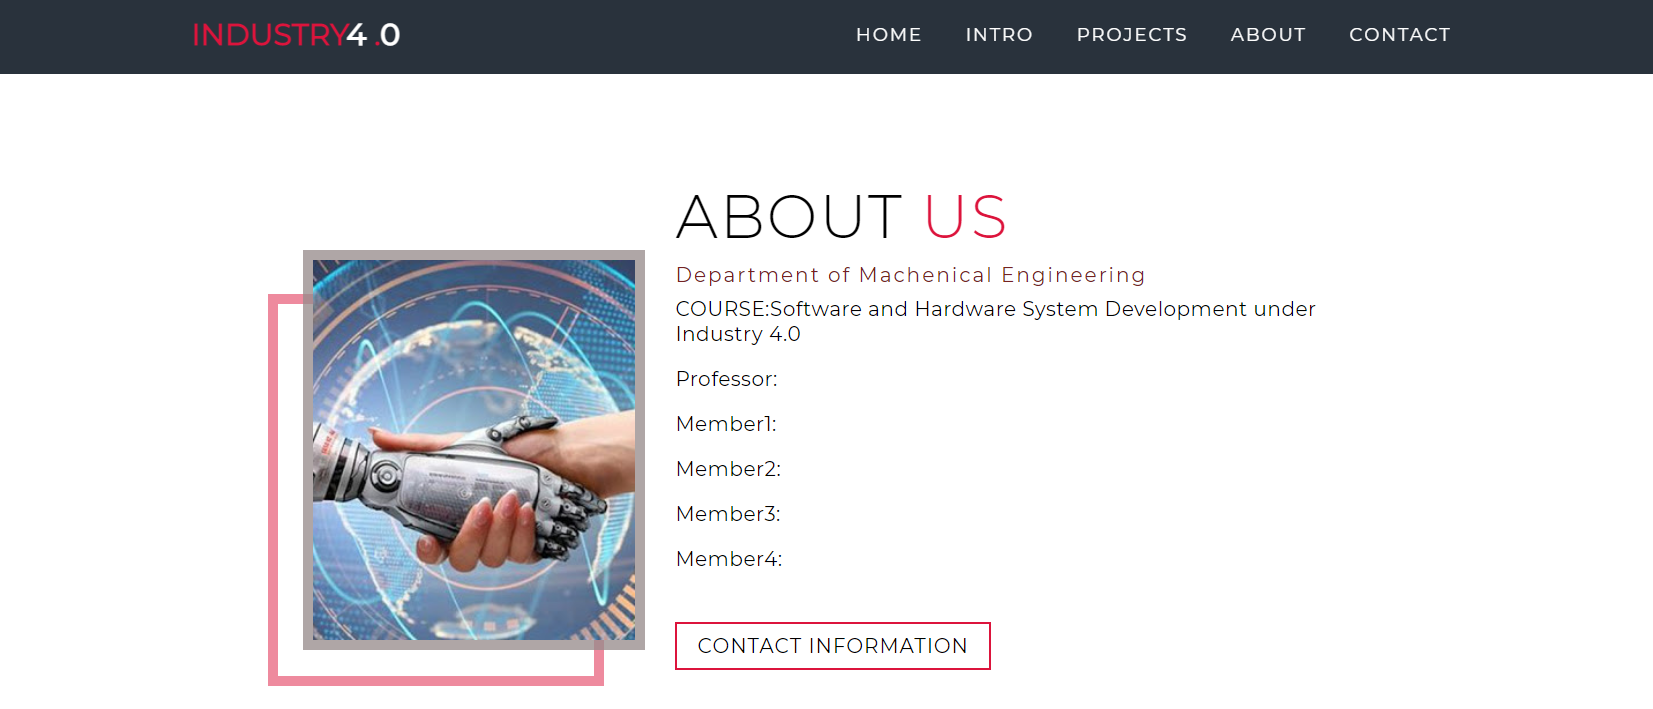 INDUSTRY4 .0
HOME INTRO PROJECTS ABOUT CONTACT
ABOUT US
Department of Machenical Engineering
COURSE:Software and Hardware System Development under
Industry 4.0
Professor:
Member1:
Member2:
Member3:
Member4:
CONTACT INFORMATION